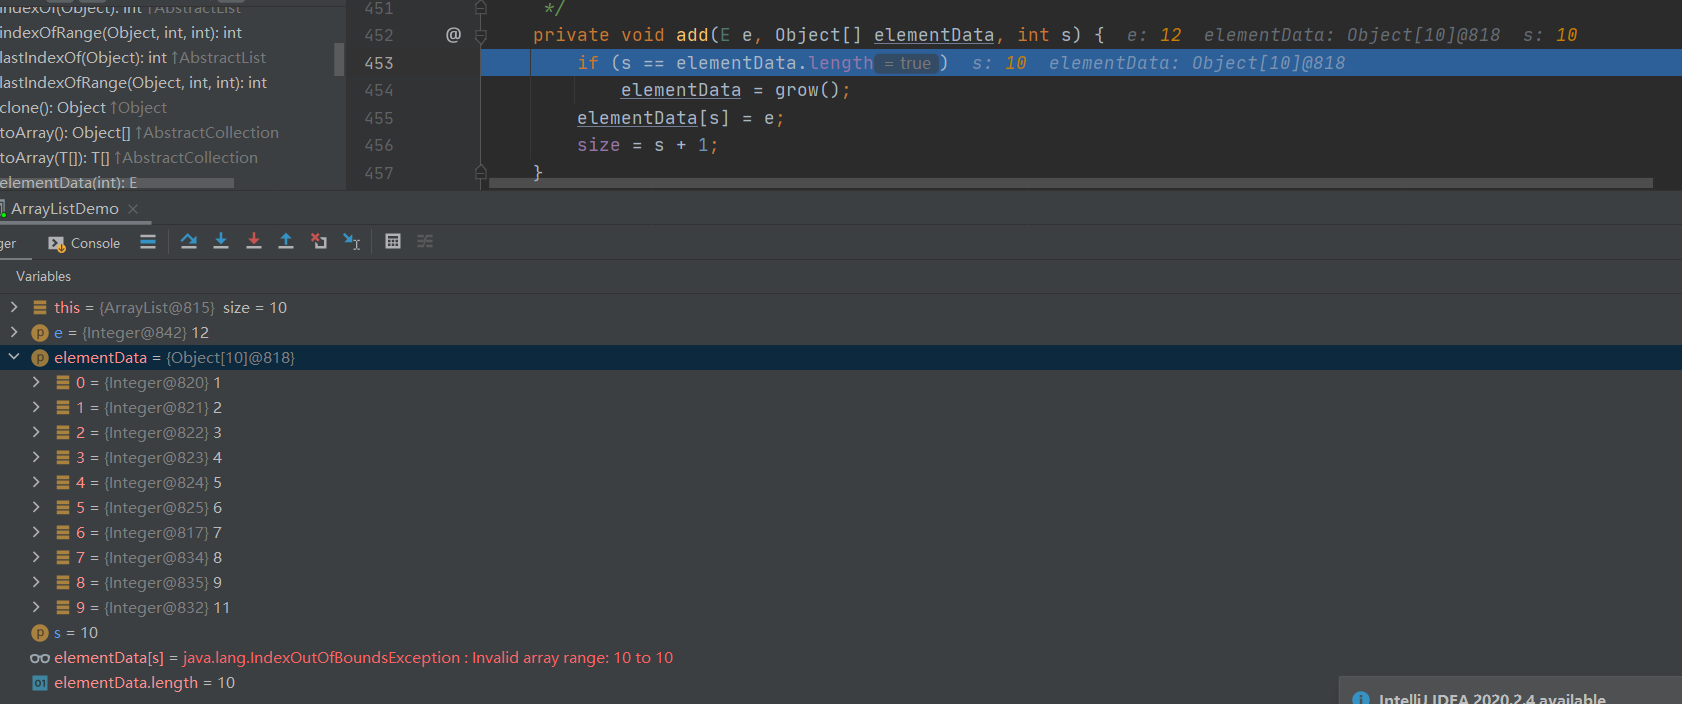 indexOf(Object): int ↑AbstractList
indexOfRange(Object, int, int): int
lastIndexOf(Object): int ↑AbstractList
lastIndexOfRange(Object, int, int): int
clone(): Object ↑Object
toArray(): Object[] ↑AbstractCollection
toArray(T[]): T[] ↑AbstractCollection
elementData(int): E
451 */
452 @ private void add(E e, Object[] elementData, int s) { e: 12 elementData: Object[10]@818 s: 10
453 if (s == elementData.length = true ) s: 10 elementData: Object[10]@818
454 elementData = grow();
455 elementData[s] = e;
456 size = s + 1;
457 }
ArrayListDemo ×
ger Console
Variables
this = {ArrayList@815} size = 10
p e = {Integer@842} 12
p elementData = {Object[10]@818}
0 = {Integer@820} 1
1 = {Integer@821} 2
2 = {Integer@822} 3
3 = {Integer@823} 4
4 = {Integer@824} 5
5 = {Integer@825} 6
6 = {Integer@817} 7
7 = {Integer@834} 8
8 = {Integer@835} 9
9 = {Integer@832} 11
p s = 10
elementData[s] = java.lang.IndexOutOfBoundsException : Invalid array range: 10 to 10
01 elementData.length = 10
IntelliJ IDEA 2020.2.4 available